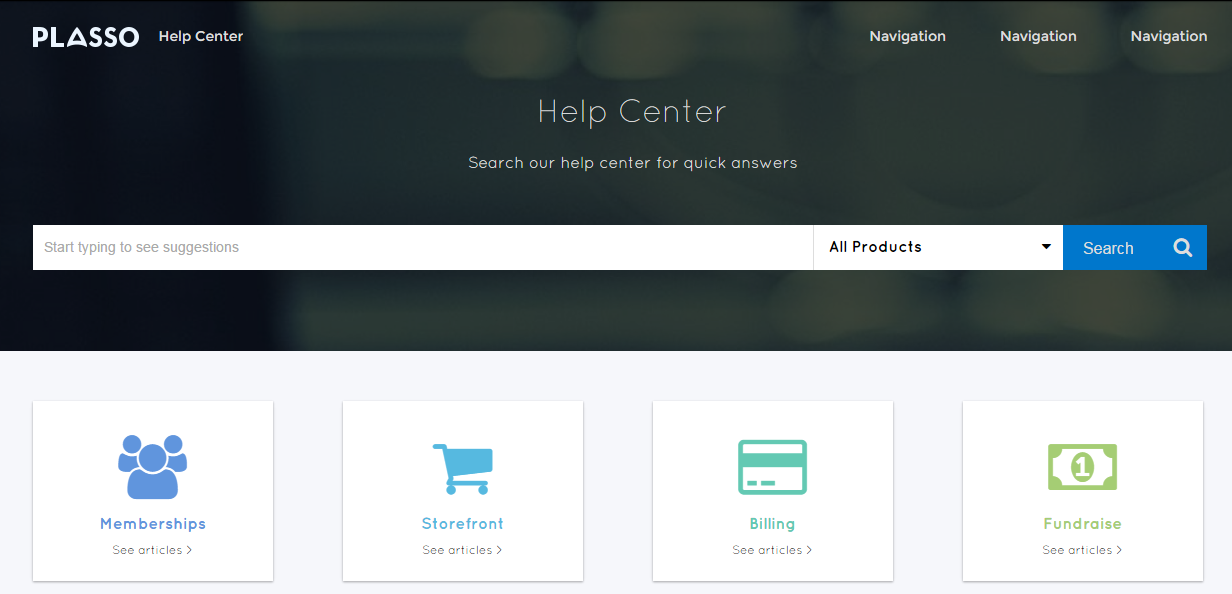 PLASSO Help Center Navigation Navigation Navigation
Help Center
Search our help center for quick answers
Start typing to see suggestions All Products Search
1
Memberships Storefront Billing Fundraise
See articles > See articles > See articles > See articles >